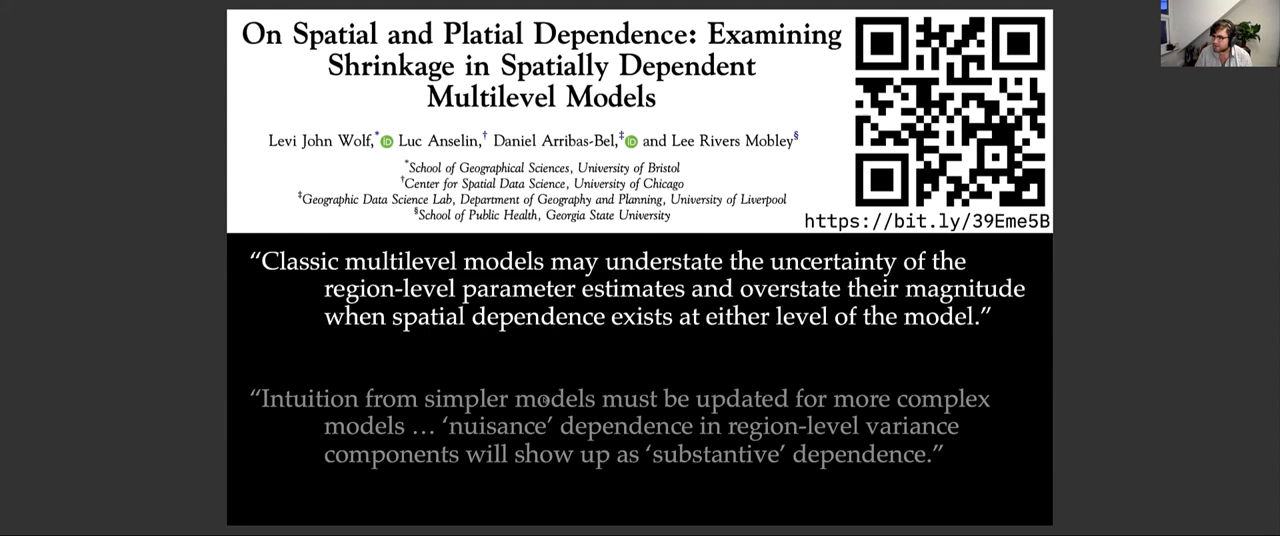 On Spatial and Platial Dependence: Examining
Shrinkage in Spatially Dependent
Multilevel Models
Levi John Wolf,* iD Luc Anselin,† Daniel Arribas-Bel,‡ iD and Lee Rivers Mobley§
*School of Geographical Sciences, University of Bristol
†Center for Spatial Data Science, University of Chicago
‡Geographic Data Science Lab, Department of Geography and Planning, University of Liverpool
§School of Public Health, Georgia State University
https://bit.ly/39Eme5B
“Classic multilevel models may understate the uncertainty of the
region-level parameter estimates and overstate their magnitude
when spatial dependence exists at either level of the model.”
“Intuition from simpler models must be updated for more complex
models … ‘nuisance’ dependence in region-level variance
components will show up as ‘substantive’ dependence.”